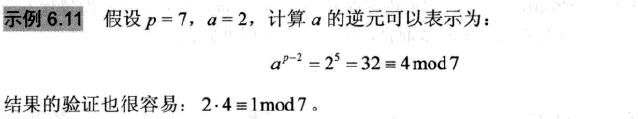 示例 6.11 假设 p = 7，a = 2，计算 a 的逆元可以表示为：
a^{p-2} = 2^5 = 32 ≡ 4 mod 7
结果的验证也很容易：2·4 ≡ 1 mod 7。